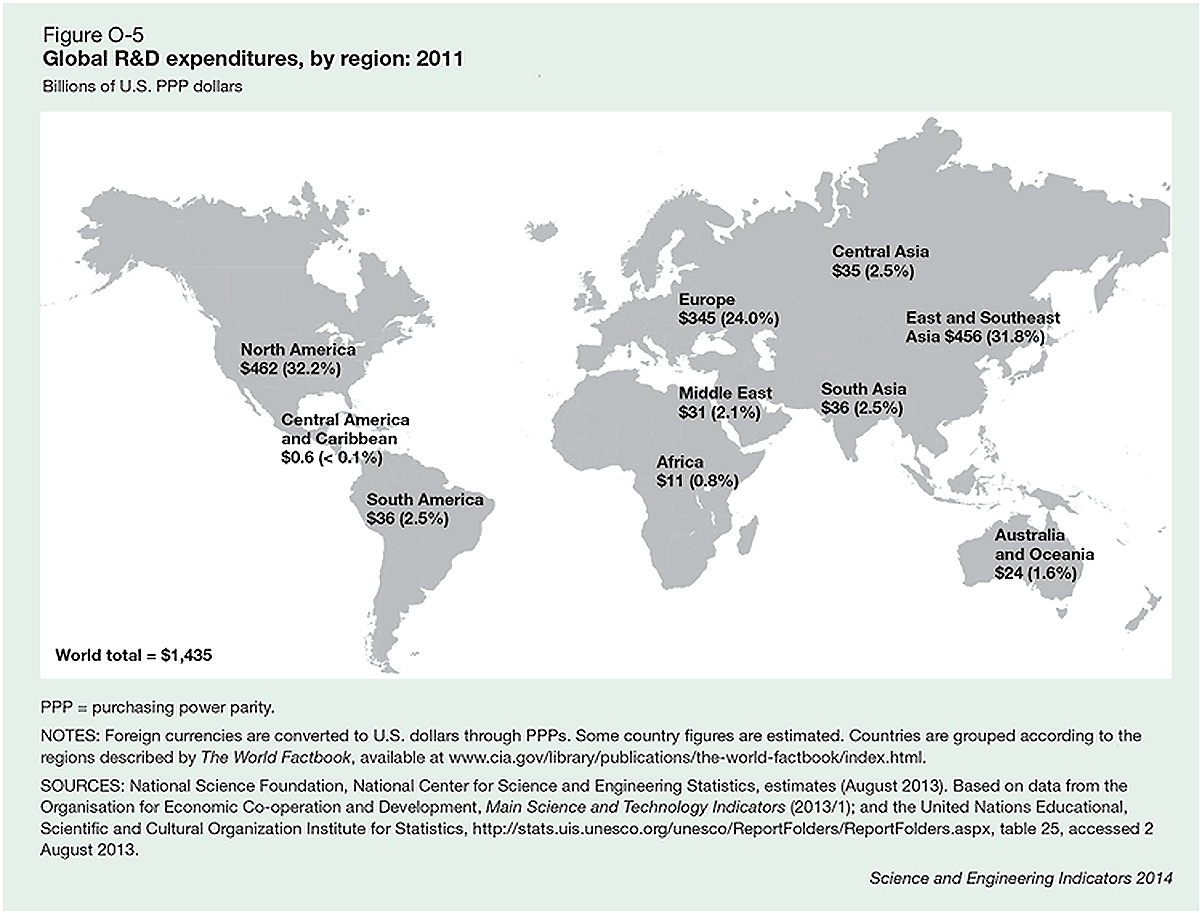 Figure O-5
Global R&D expenditures, by region: 2011
Billions of U.S. PPP dollars
Central Asia
$35 (2.5%)
Europe
$345 (24.0%)
East and Southeast
Asia $456 (31.8%)
North America
$462 (32.2%)
Middle East
$31 (2.1%)
South Asia
$36 (2.5%)
Central America
and Caribbean
$0.6 (< 0.1%)
Africa
$11 (0.8%)
South America
$36 (2.5%)
Australia
and Oceania
$24 (1.6%)
World total = $1,435
PPP = purchasing power parity.
NOTES: Foreign currencies are converted to U.S. dollars through PPPs. Some country figures are estimated. Countries are grouped according to the
regions described by The World Factbook, available at www.cia.gov/library/publications/the-world-factbook/index.html.
SOURCES: National Science Foundation, National Center for Science and Engineering Statistics, estimates (August 2013). Based on data from the
Organisation for Economic Co-operation and Development, Main Science and Technology Indicators (2013/1); and the United Nations Educational,
Scientific and Cultural Organization Institute for Statistics, http://stats.uis.unesco.org/unesco/ReportFolders/ReportFolders.aspx, table 25, accessed 2
August 2013.
Science and Engineering Indicators 2014